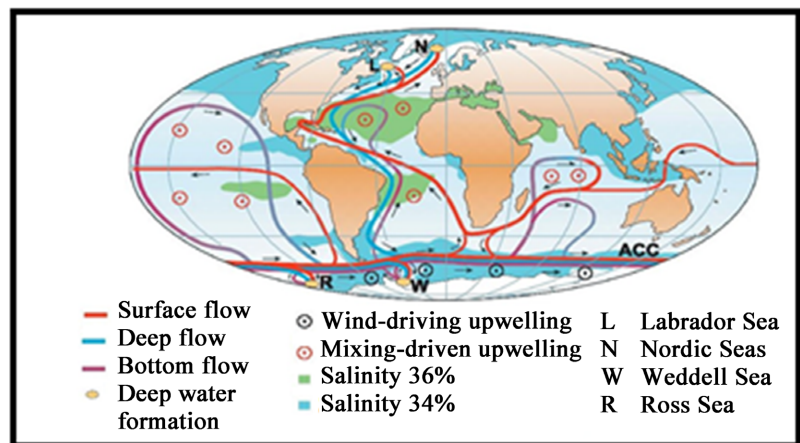 N
L
ACC
R
W
Surface flow
Deep flow
Bottom flow
Deep water
formation
Wind-driving upwelling
Mixing-driven upwelling
Salinity 36%
Salinity 34%
L Labrador Sea
N Nordic Seas
W Weddell Sea
R Ross Sea